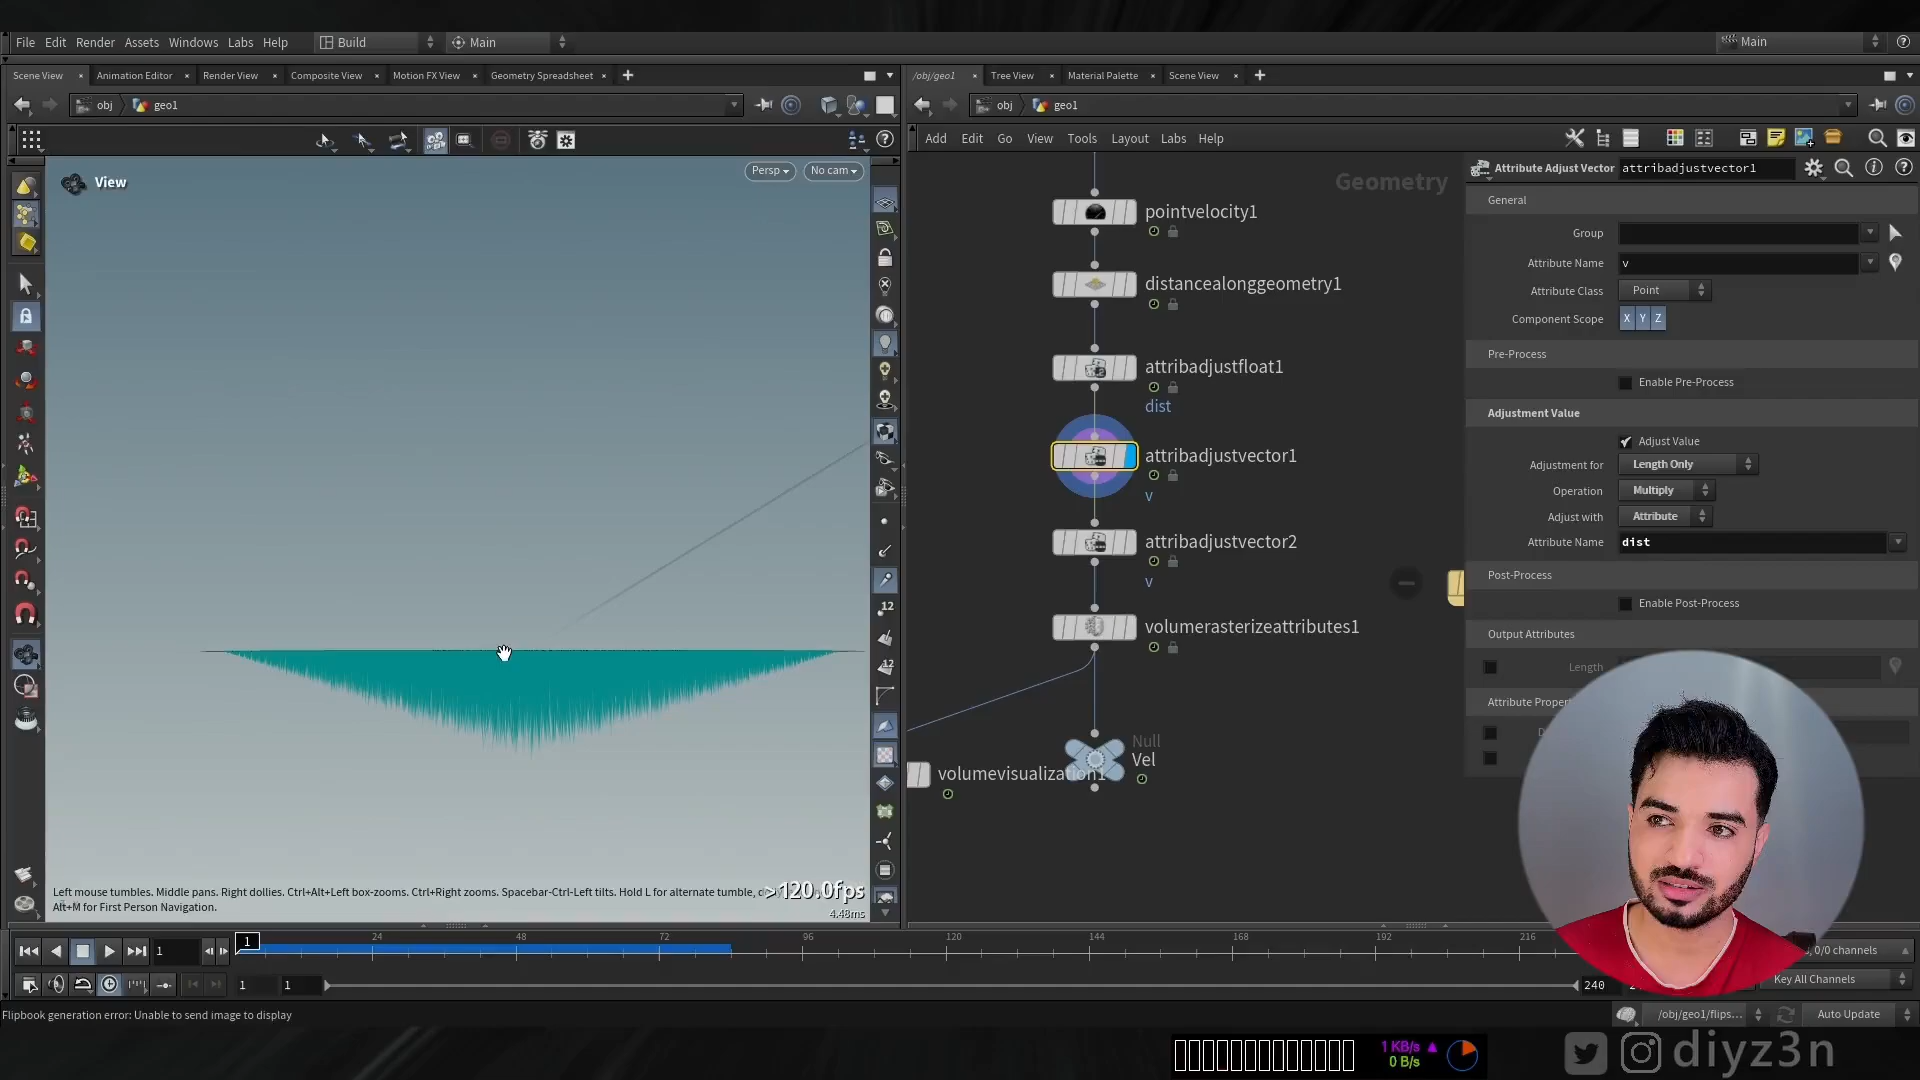 File Edit Render Assets Windows Labs Help Build Main Main
Scene View Animation Editor Render View Composite View Motion FX View Geometry Spreadsheet
/obj/geo1 Tree View Material Palette Scene View
obj geo1
obj geo1
Add Edit Go View Tools Layout Labs Help
View
Persp No cam
Geometry
pointvelocity1
distancealonggeometry1
attribadjustfloat1
dist
attribadjustvector1
v
attribadjustvector2
v
volumerasterizeattributes1
Null
Vel
volumevisualization1
Attribute Adjust Vector attribadjustvector1
General
Group
Attribute Name v
Attribute Class Point
Component Scope X Y Z
Pre-Process
Enable Pre-Process
Adjustment Value
Adjust Value
Adjustment for Length Only
Operation Multiply
Adjust with Attribute
Attribute Name dist
Post-Process
Enable Post-Process
Output Attributes
Length
12
12
Left mouse tumbles. Middle pans. Right dollies. Ctrl+Alt+Left box-zooms. Ctrl+Right zooms. Spacebar-Ctrl-Left tilts. Hold L for alternate tumble,
Alt+M for First Person Navigation.
>120.0fps
4.48ms
1 1 24 48 72 96 120 144 168 192 216
0/0 channels
1 1 240
Key All Channels
Flipbook generation error: Unable to send image to display
/obj/geo1/flips... Auto Update
1 KB/s
0 B/s
diyz3n